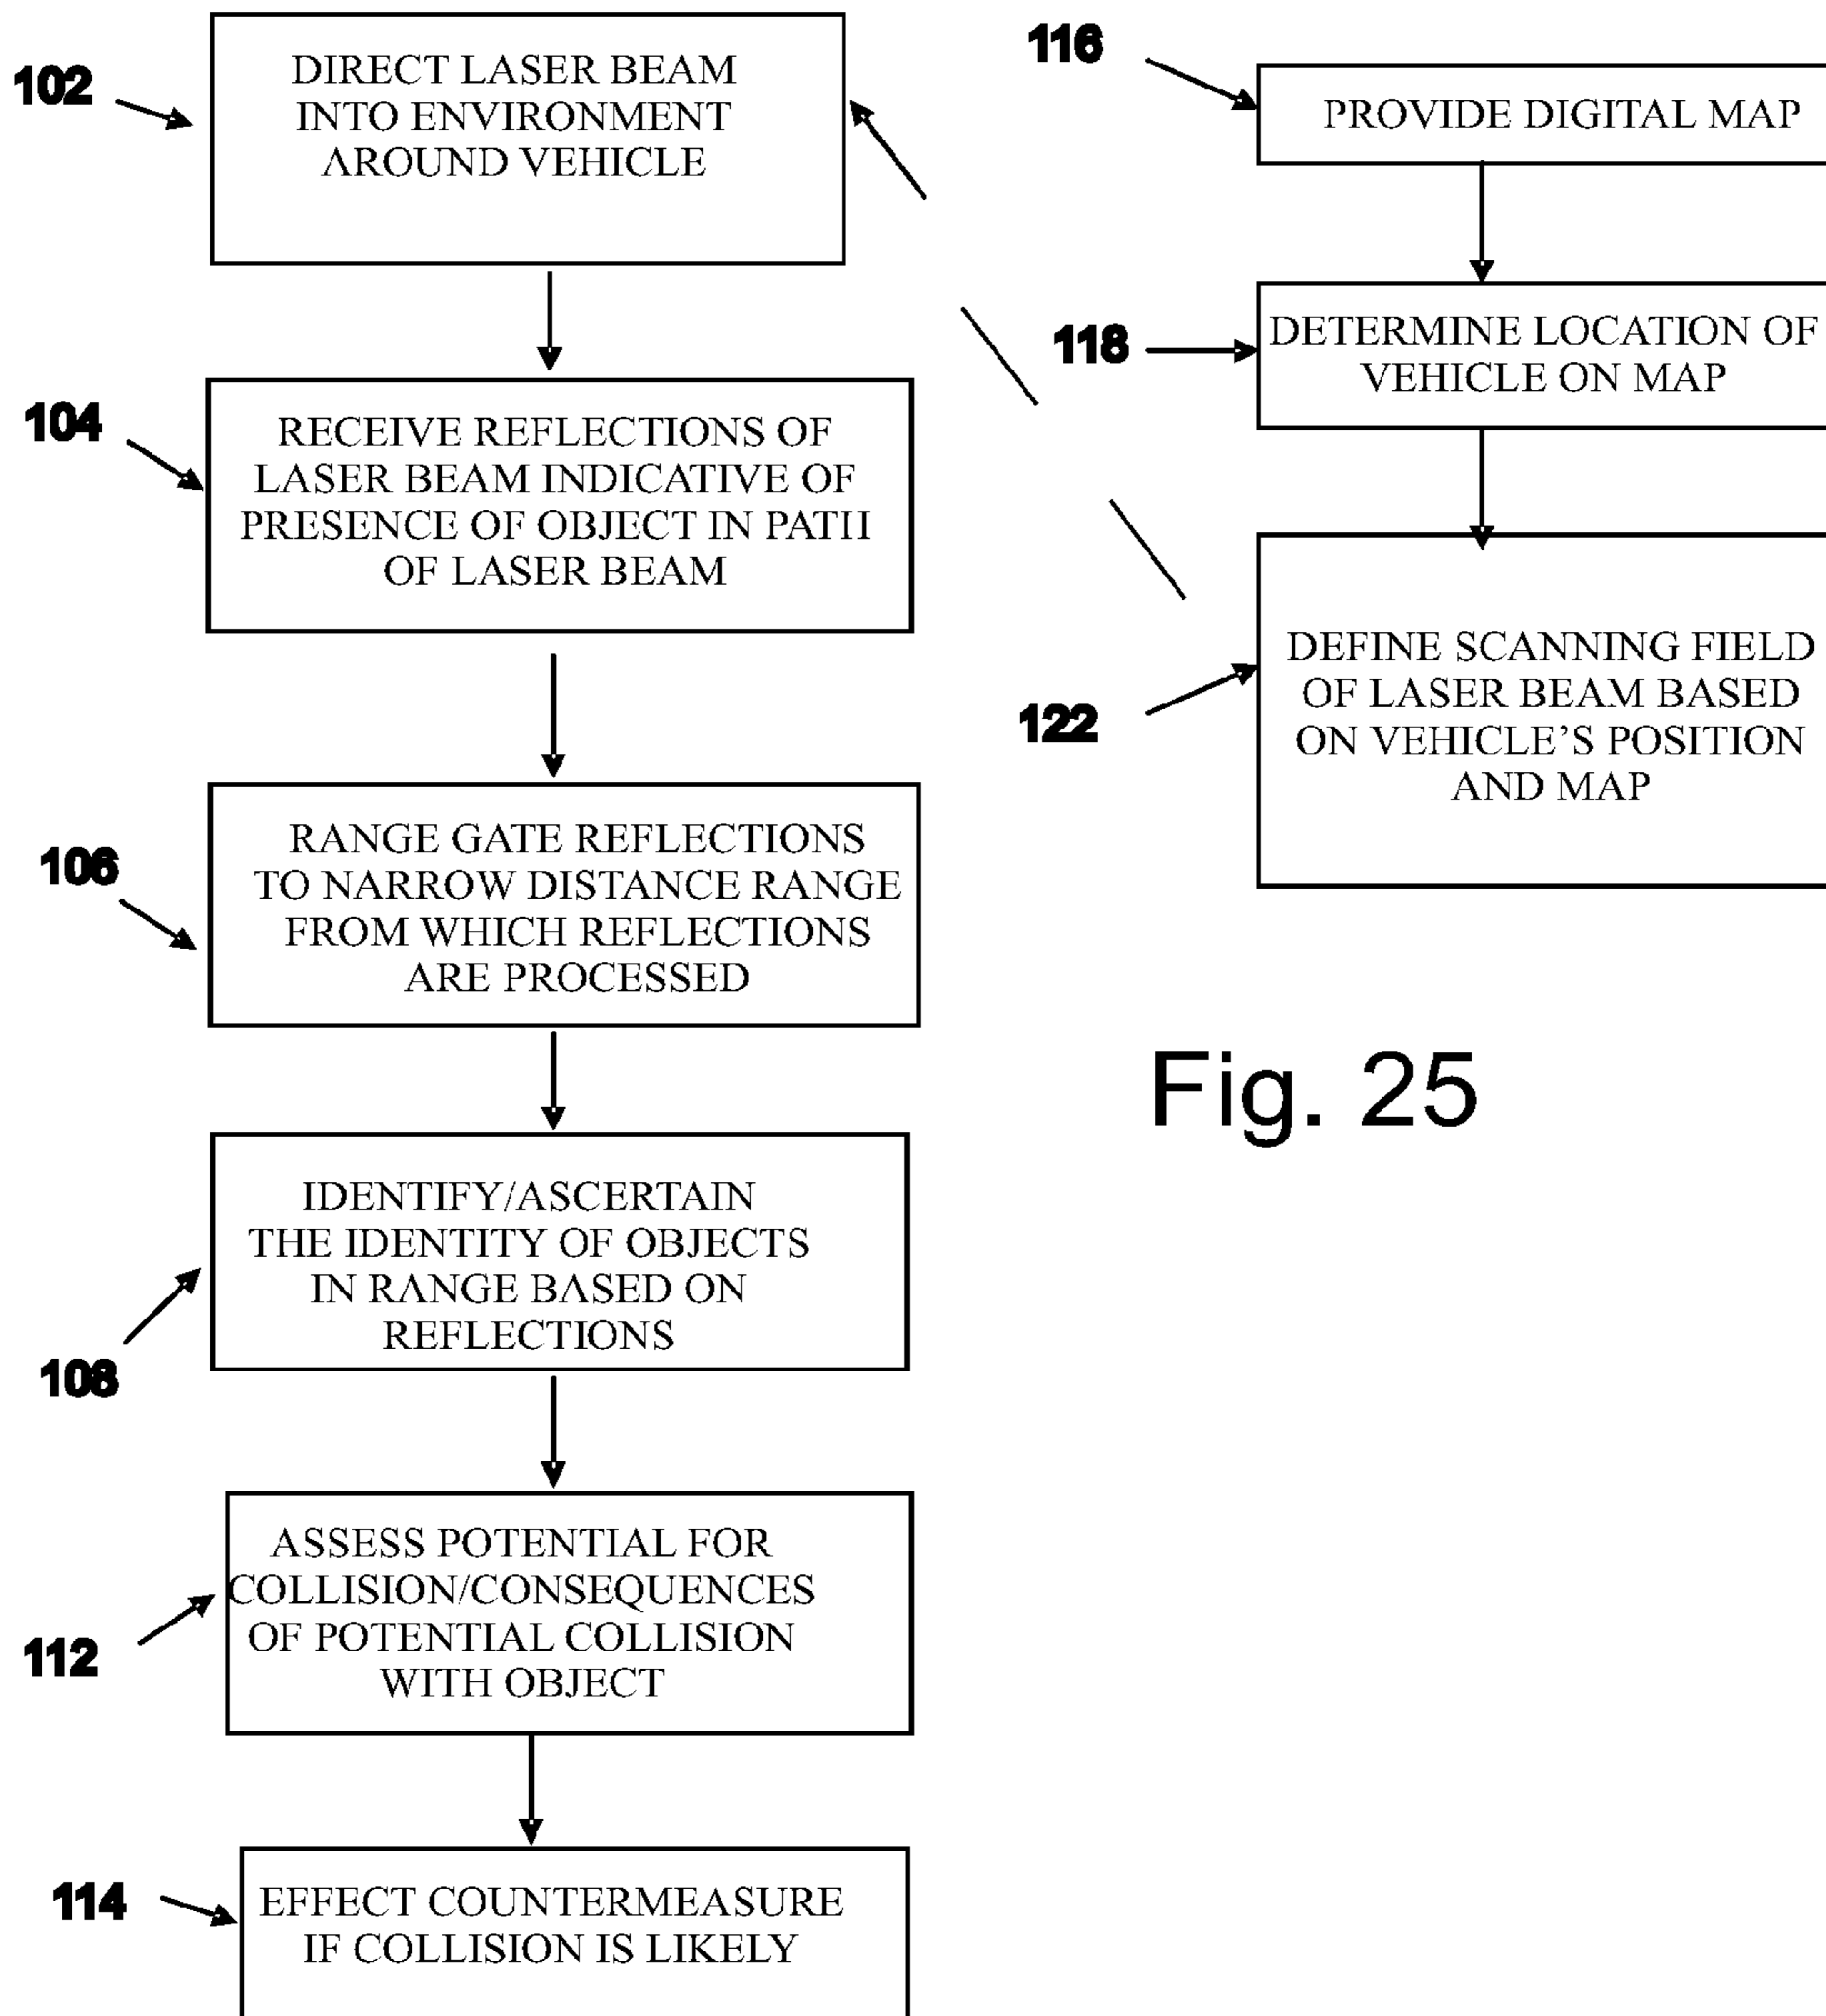 102
DIRECT LASER BEAM
INTO ENVIRONMENT
AROUND VEHICLE
104
RECEIVE REFLECTIONS OF
LASER BEAM INDICATIVE OF
PRESENCE OF OBJECT IN PATH
OF LASER BEAM
106
RANGE GATE REFLECTIONS
TO NARROW DISTANCE RANGE
FROM WHICH REFLECTIONS
ARE PROCESSED
108
IDENTIFY/ASCERTAIN
THE IDENTITY OF OBJECTS
IN RANGE BASED ON
REFLECTIONS
112
ASSESS POTENTIAL FOR
COLLISION/CONSEQUENCES
OF POTENTIAL COLLISION
WITH OBJECT
114
EFFECT COUNTERMEASURE
IF COLLISION IS LIKELY
116
PROVIDE DIGITAL MAP
118
DETERMINE LOCATION OF
VEHICLE ON MAP
122
DEFINE SCANNING FIELD
OF LASER BEAM BASED
ON VEHICLE'S POSITION
AND MAP
Fig. 25